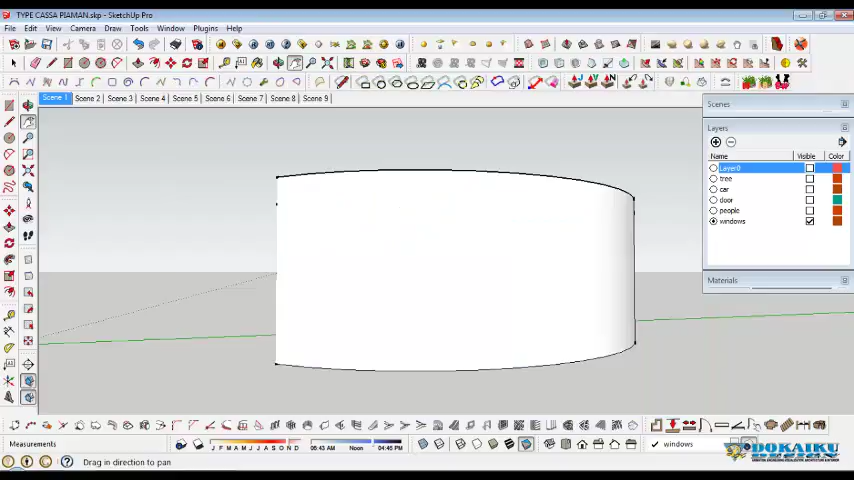 TYPE CASSA PIAMAN.skp - SketchUp Pro
File Edit View Camera Draw Tools Window Plugins Help
Scene 1 Scene 2 Scene 3 Scene 4 Scene 5 Scene 6 Scene 7 Scene 8 Scene 9
Scenes
Layers
Name Visible Color
Layer0
tree
car
door
people
windows
Materials
Measurements
J F M A M J J A S O N D
06:43 AM Noon 04:45 PM
windows
DOKAIKU
Drag in direction to pan